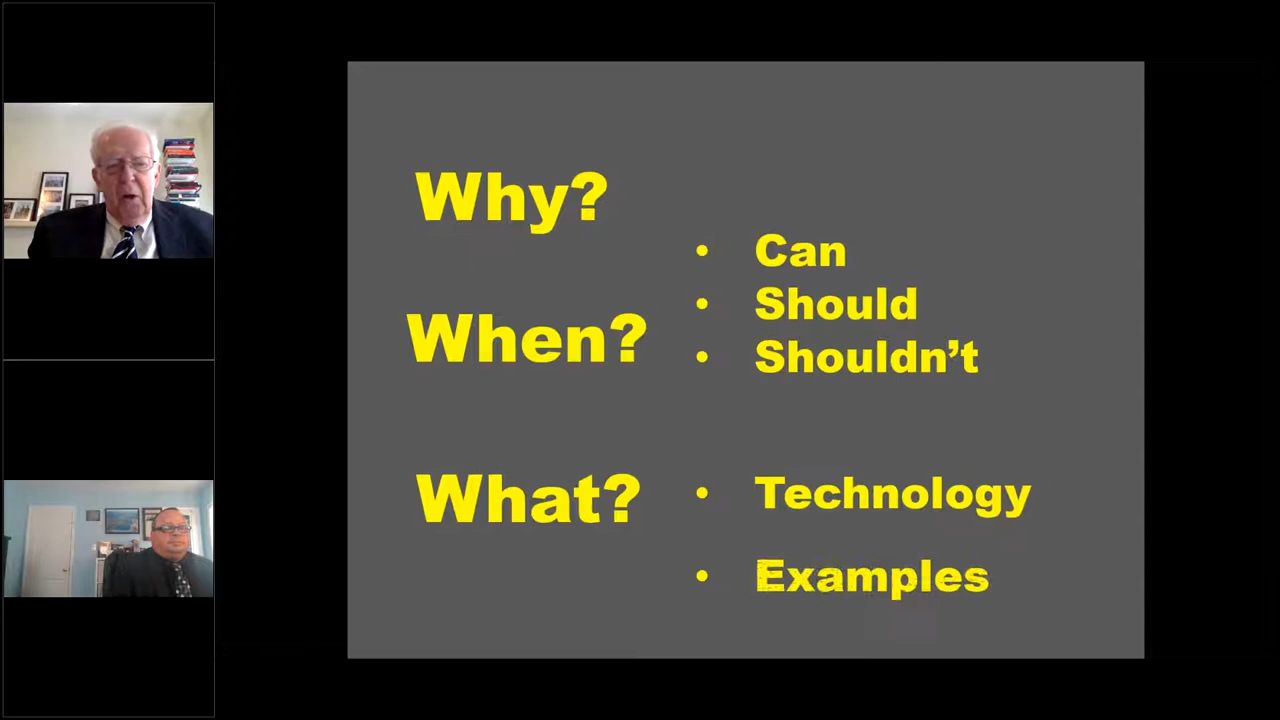 Why?
When?
• Can
• Should
• Shouldn’t
What?
• Technology
• Examples